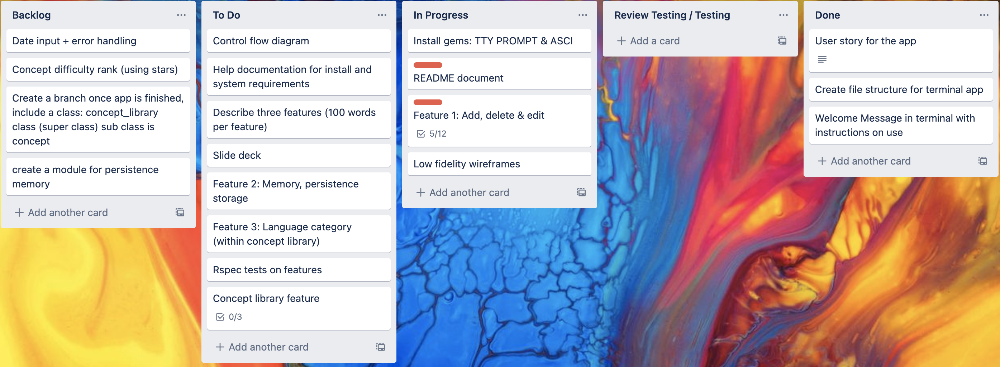 Backlog
Date input + error handling
Concept difficulty rank (using stars)
Create a branch once app is finished,
include a class: concept_library
class (super class) sub class is
concept
create a module for persistence
memory
+ Add another card
To Do
Control flow diagram
Help documentation for install and
system requirements
Describe three features (100 words
per feature)
Slide deck
Feature 2: Memory, persistence
storage
Feature 3: Language category
(within concept library)
Rspec tests on features
Concept library feature
0/3
+ Add another card
In Progress
Install gems: TTY PROMPT & ASCI
README document
Feature 1: Add, delete & edit
5/12
Low fidelity wireframes
+ Add another card
Review Testing / Testing
+ Add a card
Done
User story for the app
Create file structure for terminal app
Welcome Message in terminal with
instructions on use
+ Add another card